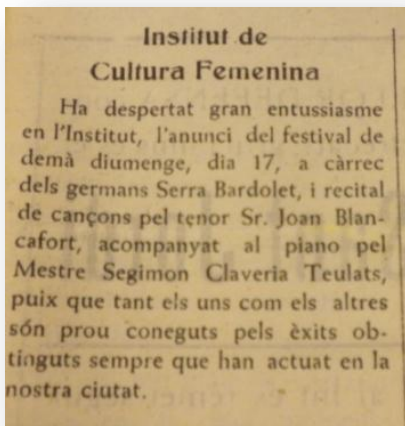 Institut de
Cultura Femenina
Ha despertat gran entussiasme
en l'Institut, l'anunci del festival de
demà diumenge, dia 17, a càrrec
dels germans Serra Bardolet, i recital
de cançons pel tenor Sr. Joan Blan-
cafort, acompanyat al piano pel
Mestre Segimon Claveria Teulats,
puix que tant els uns com els altres
són prou coneguts pels èxits ob-
tinguts sempre que han actuat en la
nostra ciutat.